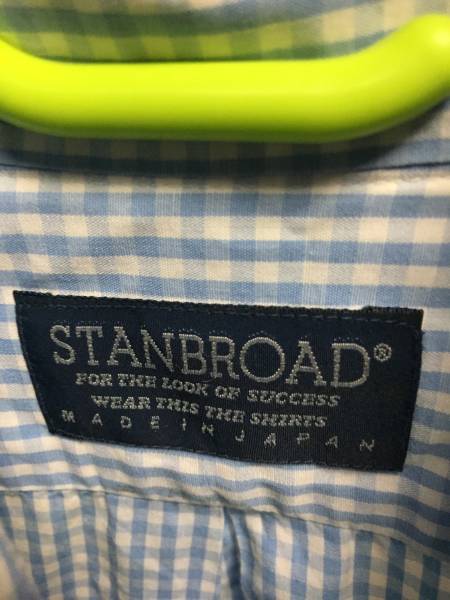 STANBROAD®
FOR THE LOOK OF SUCCESS
WEAR THIS THE SHIRTS
MADE IN JAPAN